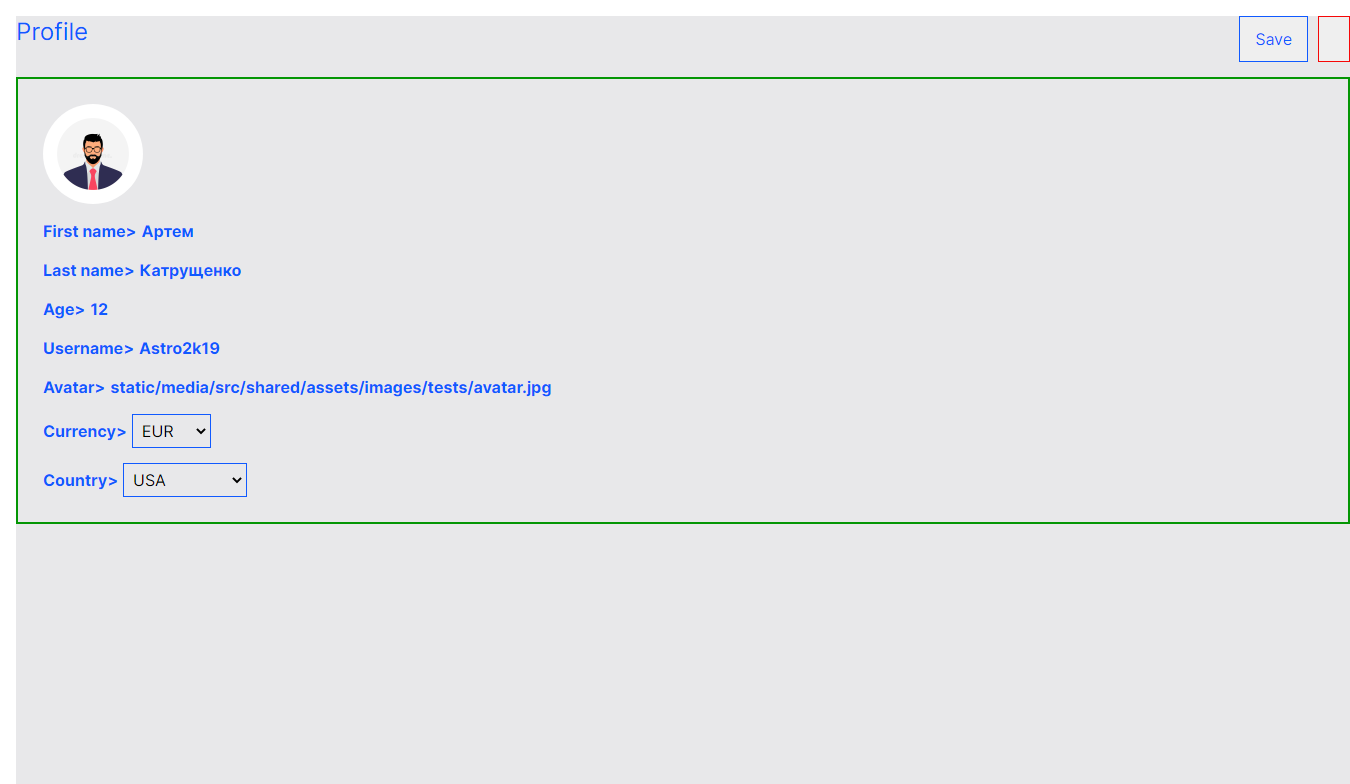 Profile
Save
First name> Артем
Last name> Катрущенко
Age> 12
Username> Astro2k19
Avatar> static/media/src/shared/assets/images/tests/avatar.jpg
Currency> EUR
Country> USA